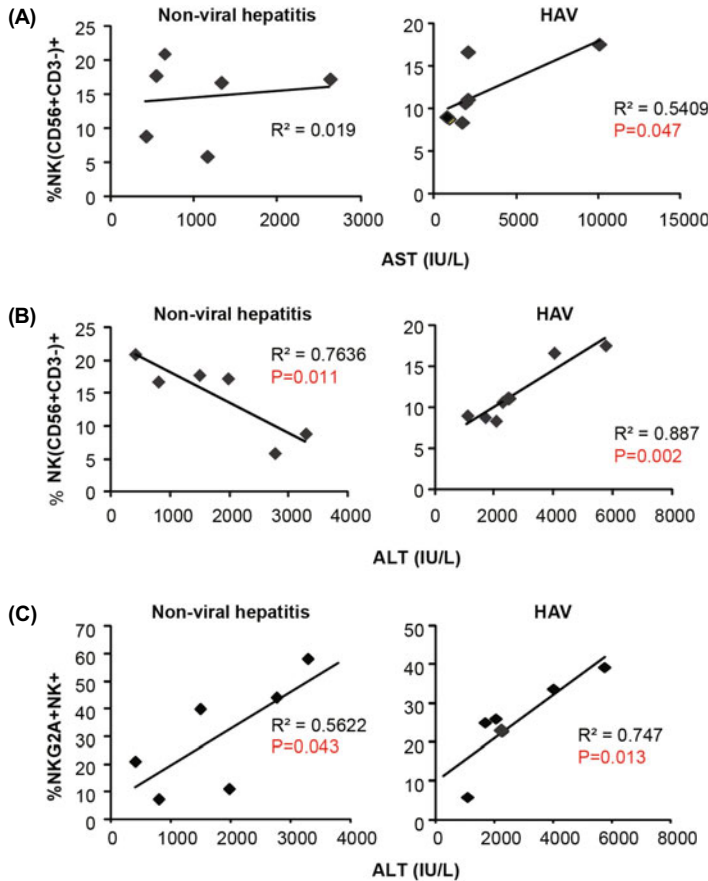 (A)
Non-viral hepatitis
HAV
%NK(CD56+CD3-)+
25
20
15
10
5
0
R² = 0.019
0 1000 2000 3000
20
15
10
5
0
R² = 0.5409
P=0.047
0 5000 10000 15000
AST (IU/L)
(B)
Non-viral hepatitis
HAV
% NK(CD56+CD3-)+
25
20
15
10
5
0
R² = 0.7636
P=0.011
0 1000 2000 3000 4000
20
15
10
5
0
R² = 0.887
P=0.002
0 2000 4000 6000 8000
ALT (IU/L)
(C)
Non-viral hepatitis
HAV
%NKG2A+NK+
70
60
50
40
30
20
10
0
R² = 0.5622
P=0.043
0 1000 2000 3000 4000
50
40
30
20
10
0
R² = 0.747
P=0.013
0 2000 4000 6000 8000
ALT (IU/L)